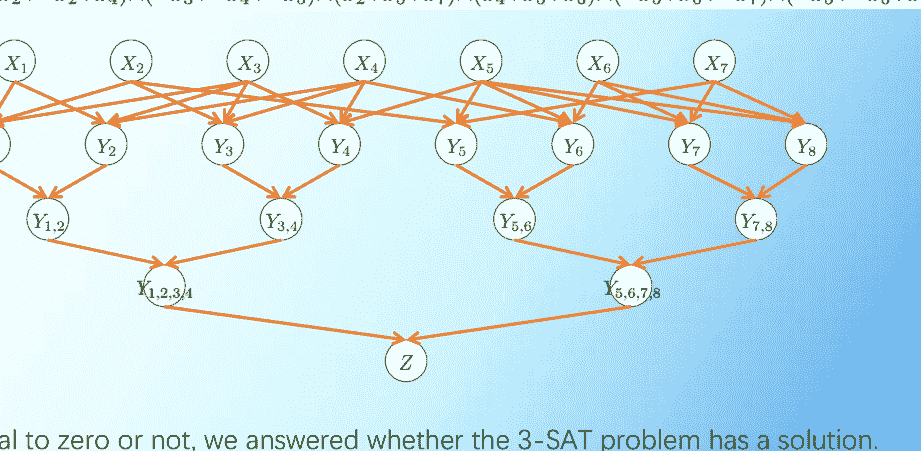 X1 X2 X3 X4 X5 X6 X7
Y2 Y3 Y4 Y5 Y6 Y7 Y8
Y1,2 Y3,4 Y5,6 Y7,8
Y1,2,3,4 Y5,6,7,8
Z
al to zero or not, we answered whether the 3-SAT problem has a solution.